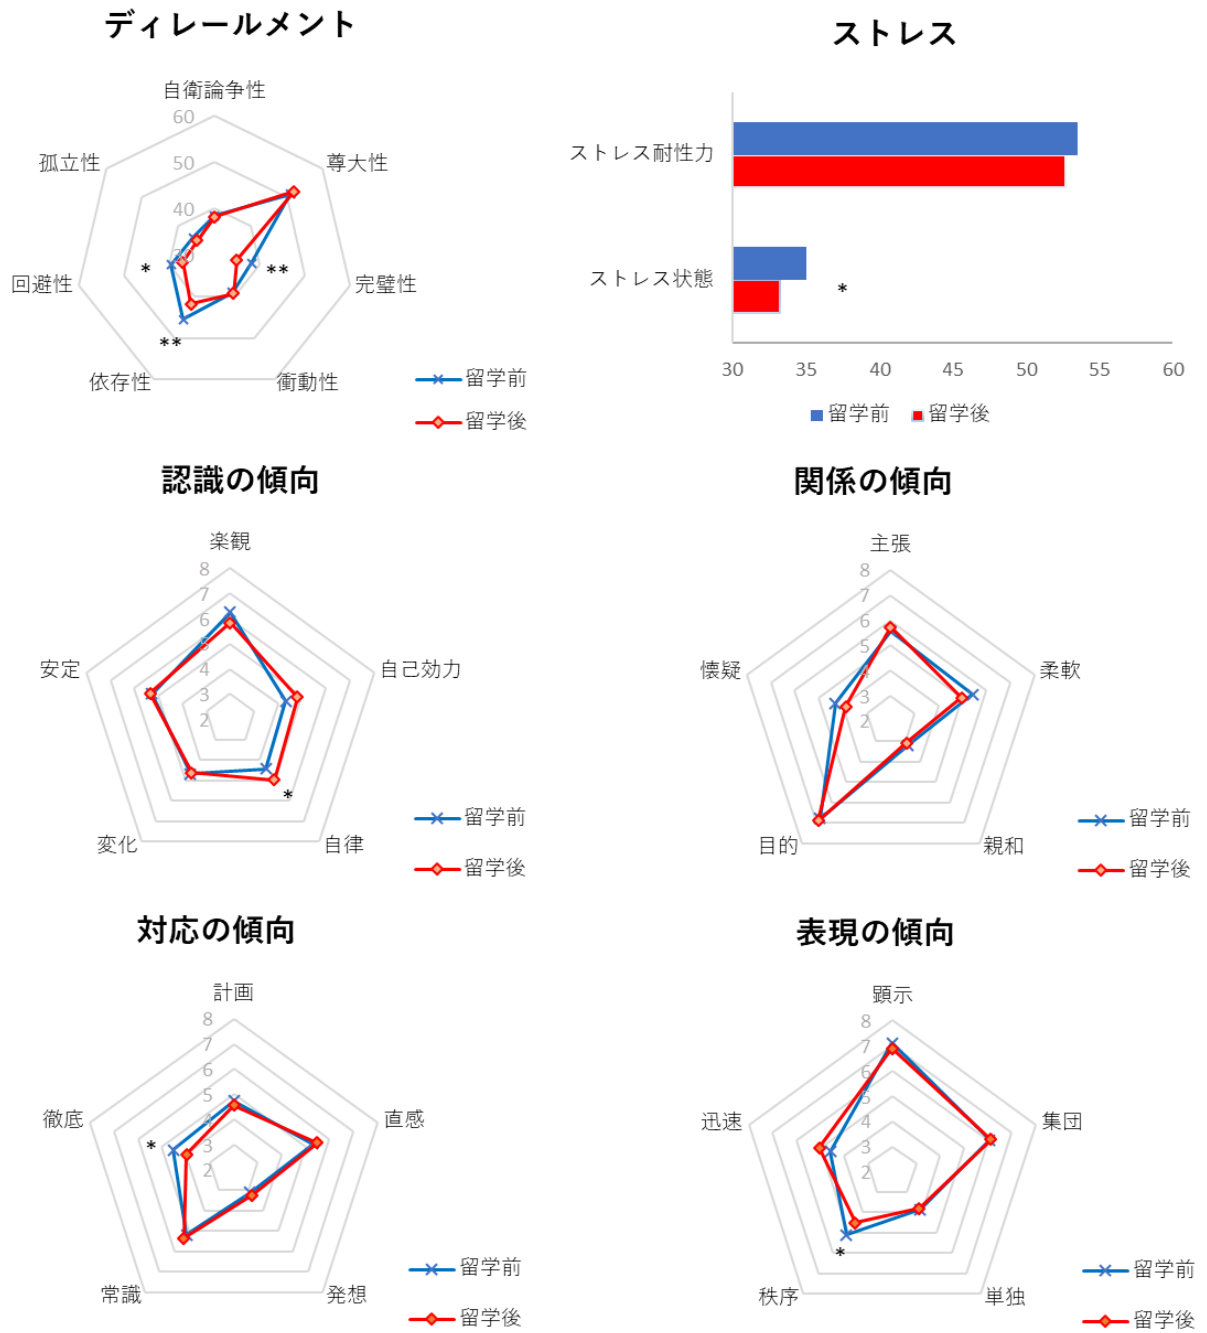 ディレールメント
自衛論争性
60
50
40
30
孤立性
尊大性
回避性
完璧性
依存性
衝動性
*
**
**
留学前
留学後
ストレス
ストレス耐性力
ストレス状態
*
30 35 40 45 50 55 60
留学前 留学後
認識の傾向
楽観
8
7
6
5
4
3
2
安定
自己効力
変化
自律
*
留学前
留学後
関係の傾向
主張
8
7
6
5
4
3
2
懐疑
柔軟
目的
親和
留学前
留学後
対応の傾向
計画
8
7
6
5
4
3
2
徹底
直感
*
常識
発想
留学前
留学後
表現の傾向
顕示
8
7
6
5
4
3
2
迅速
集団
*
秩序
単独
留学前
留学後